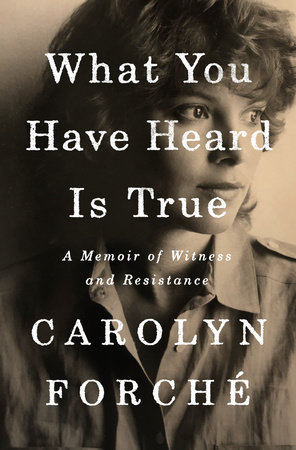 What You
Have Heard
Is True
A Memoir of Witness
and Resistance
CAROLYN
FORCHÉ